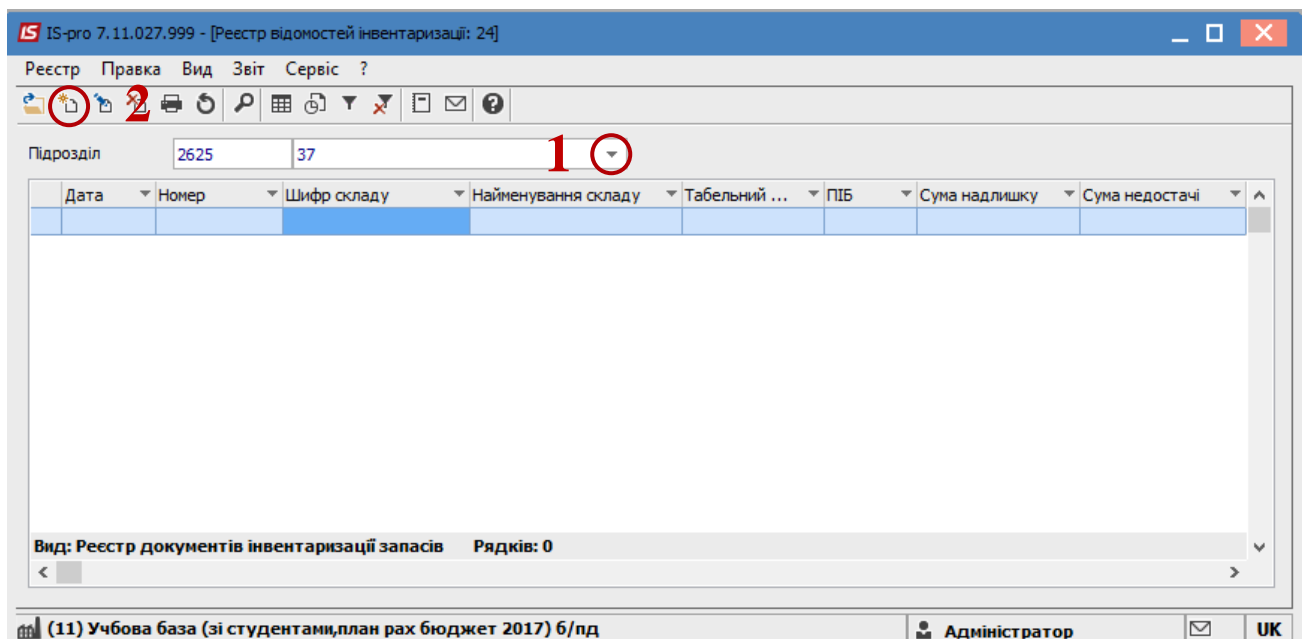 IS-pro 7.11.027.999 - [Реєстр відомостей інвентаризації: 24]
Реєстр Правка Вид Звіт Сервіс ?
2
Підрозділ 2625 37 1
Дата Номер Шифр складу Найменування складу Табельний ... ПІБ Сума надлишку Сума недостачі
Вид: Реєстр документів інвентаризації запасів Рядків: 0
(11) Учбова база (зі студентами,план рах бюджет 2017) б/пд Адміністратор UK